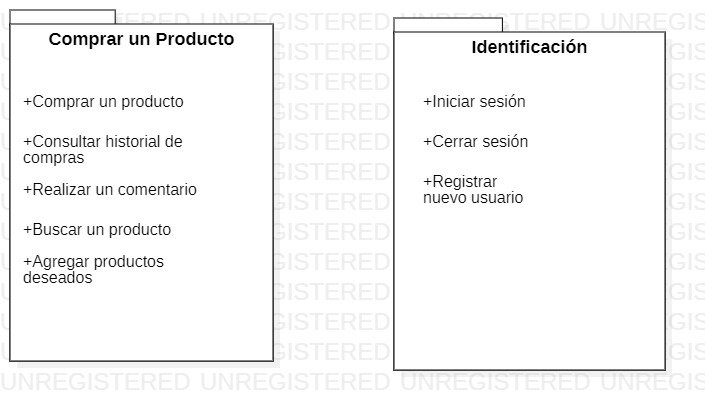 Comprar un Producto
+Comprar un producto
+Consultar historial de
compras
+Realizar un comentario
+Buscar un producto
+Agregar productos
deseados
Identificación
+Iniciar sesión
+Cerrar sesión
+Registrar
nuevo usuario
UNREGISTERED UNREGISTERED UNREGISTERED UNREGIS